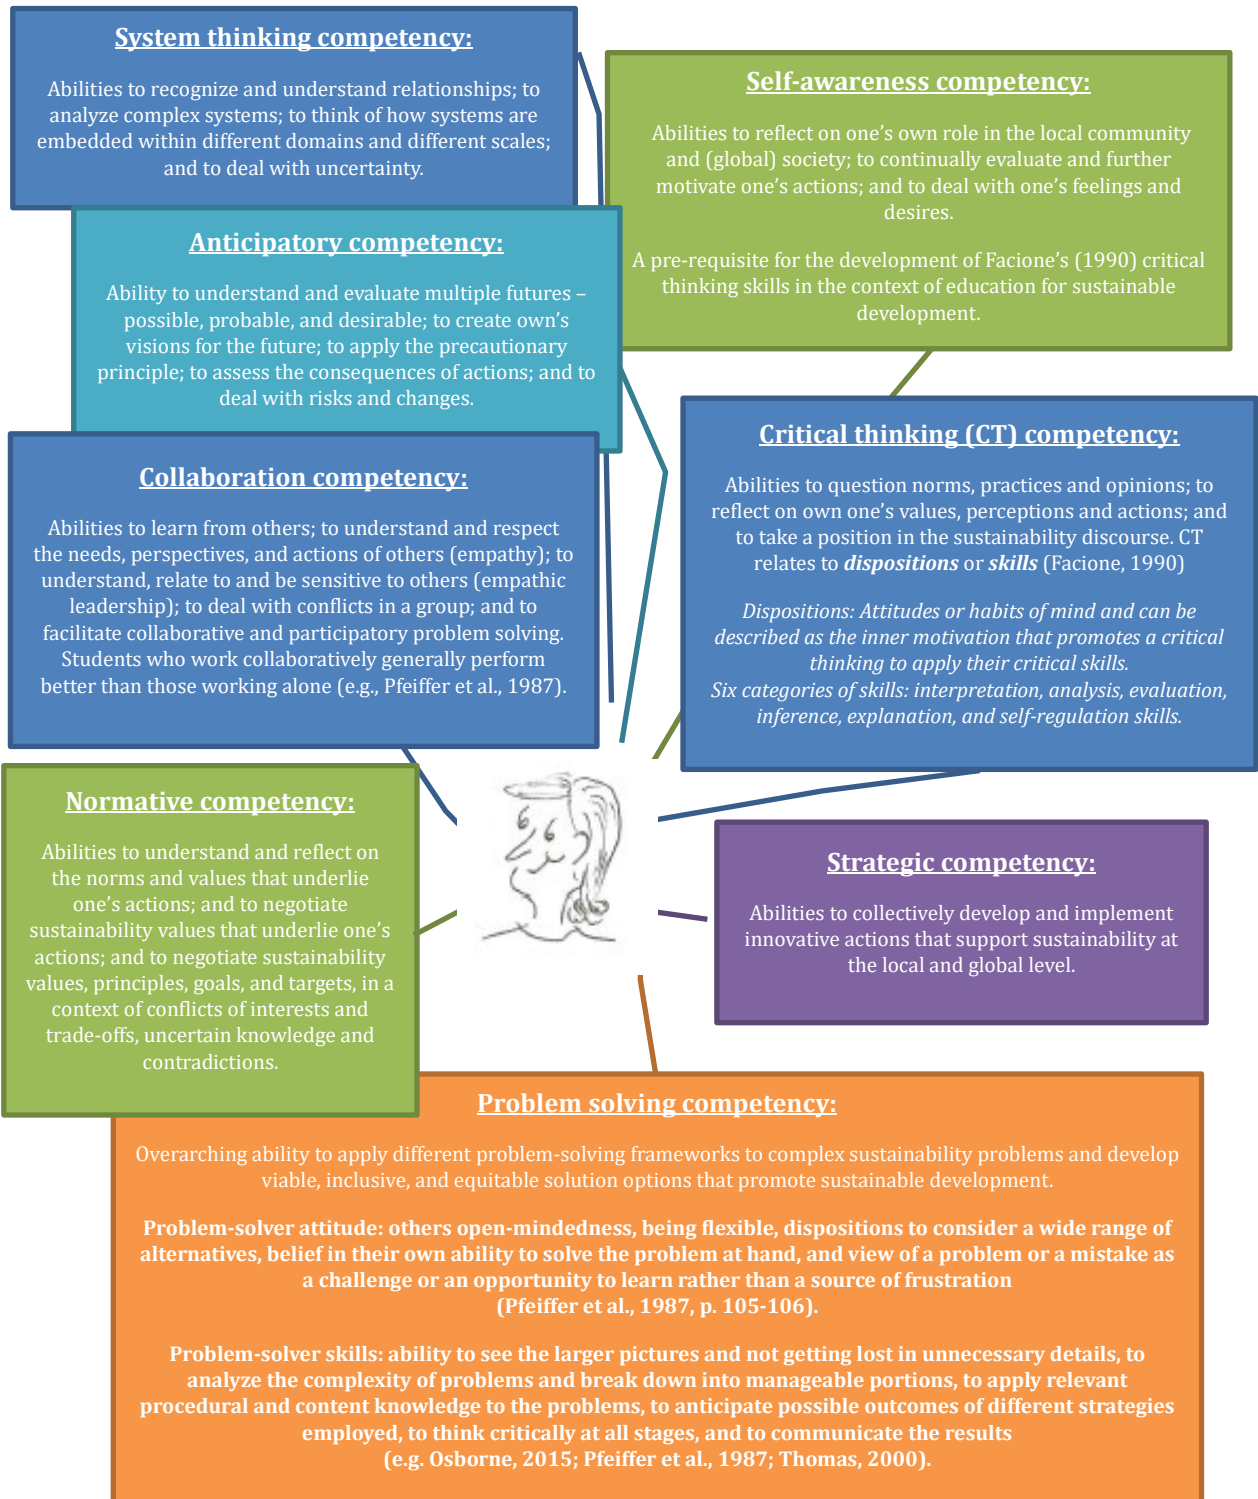 System thinking competency:
Abilities to recognize and understand relationships; to
analyze complex systems; to think of how systems are
embedded within different domains and different scales;
and to deal with uncertainty.
Self-awareness competency:
Abilities to reflect on one’s own role in the local community
and (global) society; to continually evaluate and further
motivate one’s actions; and to deal with one’s feelings and
desires.
A pre-requisite for the development of Facione’s (1990) critical
thinking skills in the context of education for sustainable
development.
Anticipatory competency:
Ability to understand and evaluate multiple futures –
possible, probable, and desirable; to create own’s
visions for the future; to apply the precautionary
principle; to assess the consequences of actions; and to
deal with risks and changes.
Critical thinking (CT) competency:
Abilities to question norms, practices and opinions; to
reflect on own one’s values, perceptions and actions; and
to take a position in the sustainability discourse. CT
relates to dispositions or skills (Facione, 1990)
Dispositions: Attitudes or habits of mind and can be
described as the inner motivation that promotes a critical
thinking to apply their critical skills.
Six categories of skills: interpretation, analysis, evaluation,
inference, explanation, and self-regulation skills.
Collaboration competency:
Abilities to learn from others; to understand and respect
the needs, perspectives, and actions of others (empathy); to
understand, relate to and be sensitive to others (empathic
leadership); to deal with conflicts in a group; and to
facilitate collaborative and participatory problem solving.
Students who work collaboratively generally perform
better than those working alone (e.g., Pfeiffer et al., 1987).
Normative competency:
Abilities to understand and reflect on
the norms and values that underlie
one’s actions; and to negotiate
sustainability values that underlie one’s
actions; and to negotiate sustainability
values, principles, goals, and targets, in a
context of conflicts of interests and
trade-offs, uncertain knowledge and
contradictions.
Strategic competency:
Abilities to collectively develop and implement
innovative actions that support sustainability at
the local and global level.
Problem solving competency:
Overarching ability to apply different problem-solving frameworks to complex sustainability problems and develop
viable, inclusive, and equitable solution options that promote sustainable development.
Problem-solver attitude: others open-mindedness, being flexible, dispositions to consider a wide range of
alternatives, belief in their own ability to solve the problem at hand, and view of a problem or a mistake as
a challenge or an opportunity to learn rather than a source of frustration
(Pfeiffer et al., 1987, p. 105-106).
Problem-solver skills: ability to see the larger pictures and not getting lost in unnecessary details, to
analyze the complexity of problems and break down into manageable portions, to apply relevant
procedural and content knowledge to the problems, to anticipate possible outcomes of different strategies
employed, to think critically at all stages, and to communicate the results
(e.g. Osborne, 2015; Pfeiffer et al., 1987; Thomas, 2000).